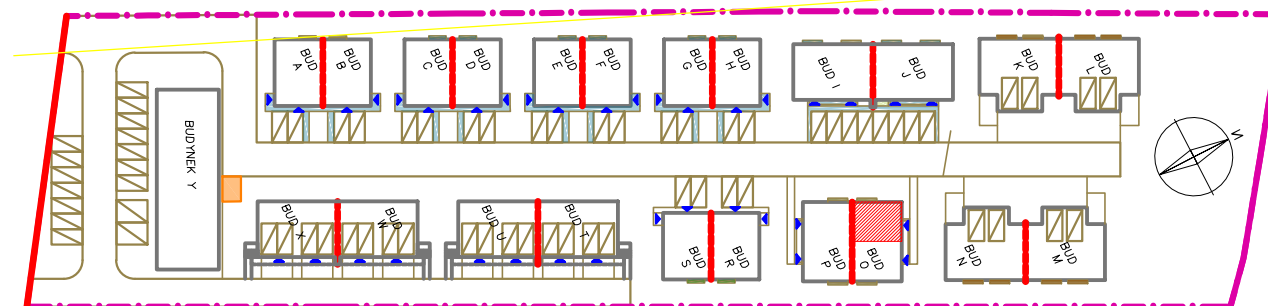 BUD A
BUD B
BUD C
BUD D
BUD E
BUD F
BUD G
BUD H
BUD I
BUD J
BUD K
BUD L
N
BUDYNEK Y
BUD X
BUD W
BUD U
BUD T
BUD S
BUD R
BUD P
BUD O
BUD N
BUD M